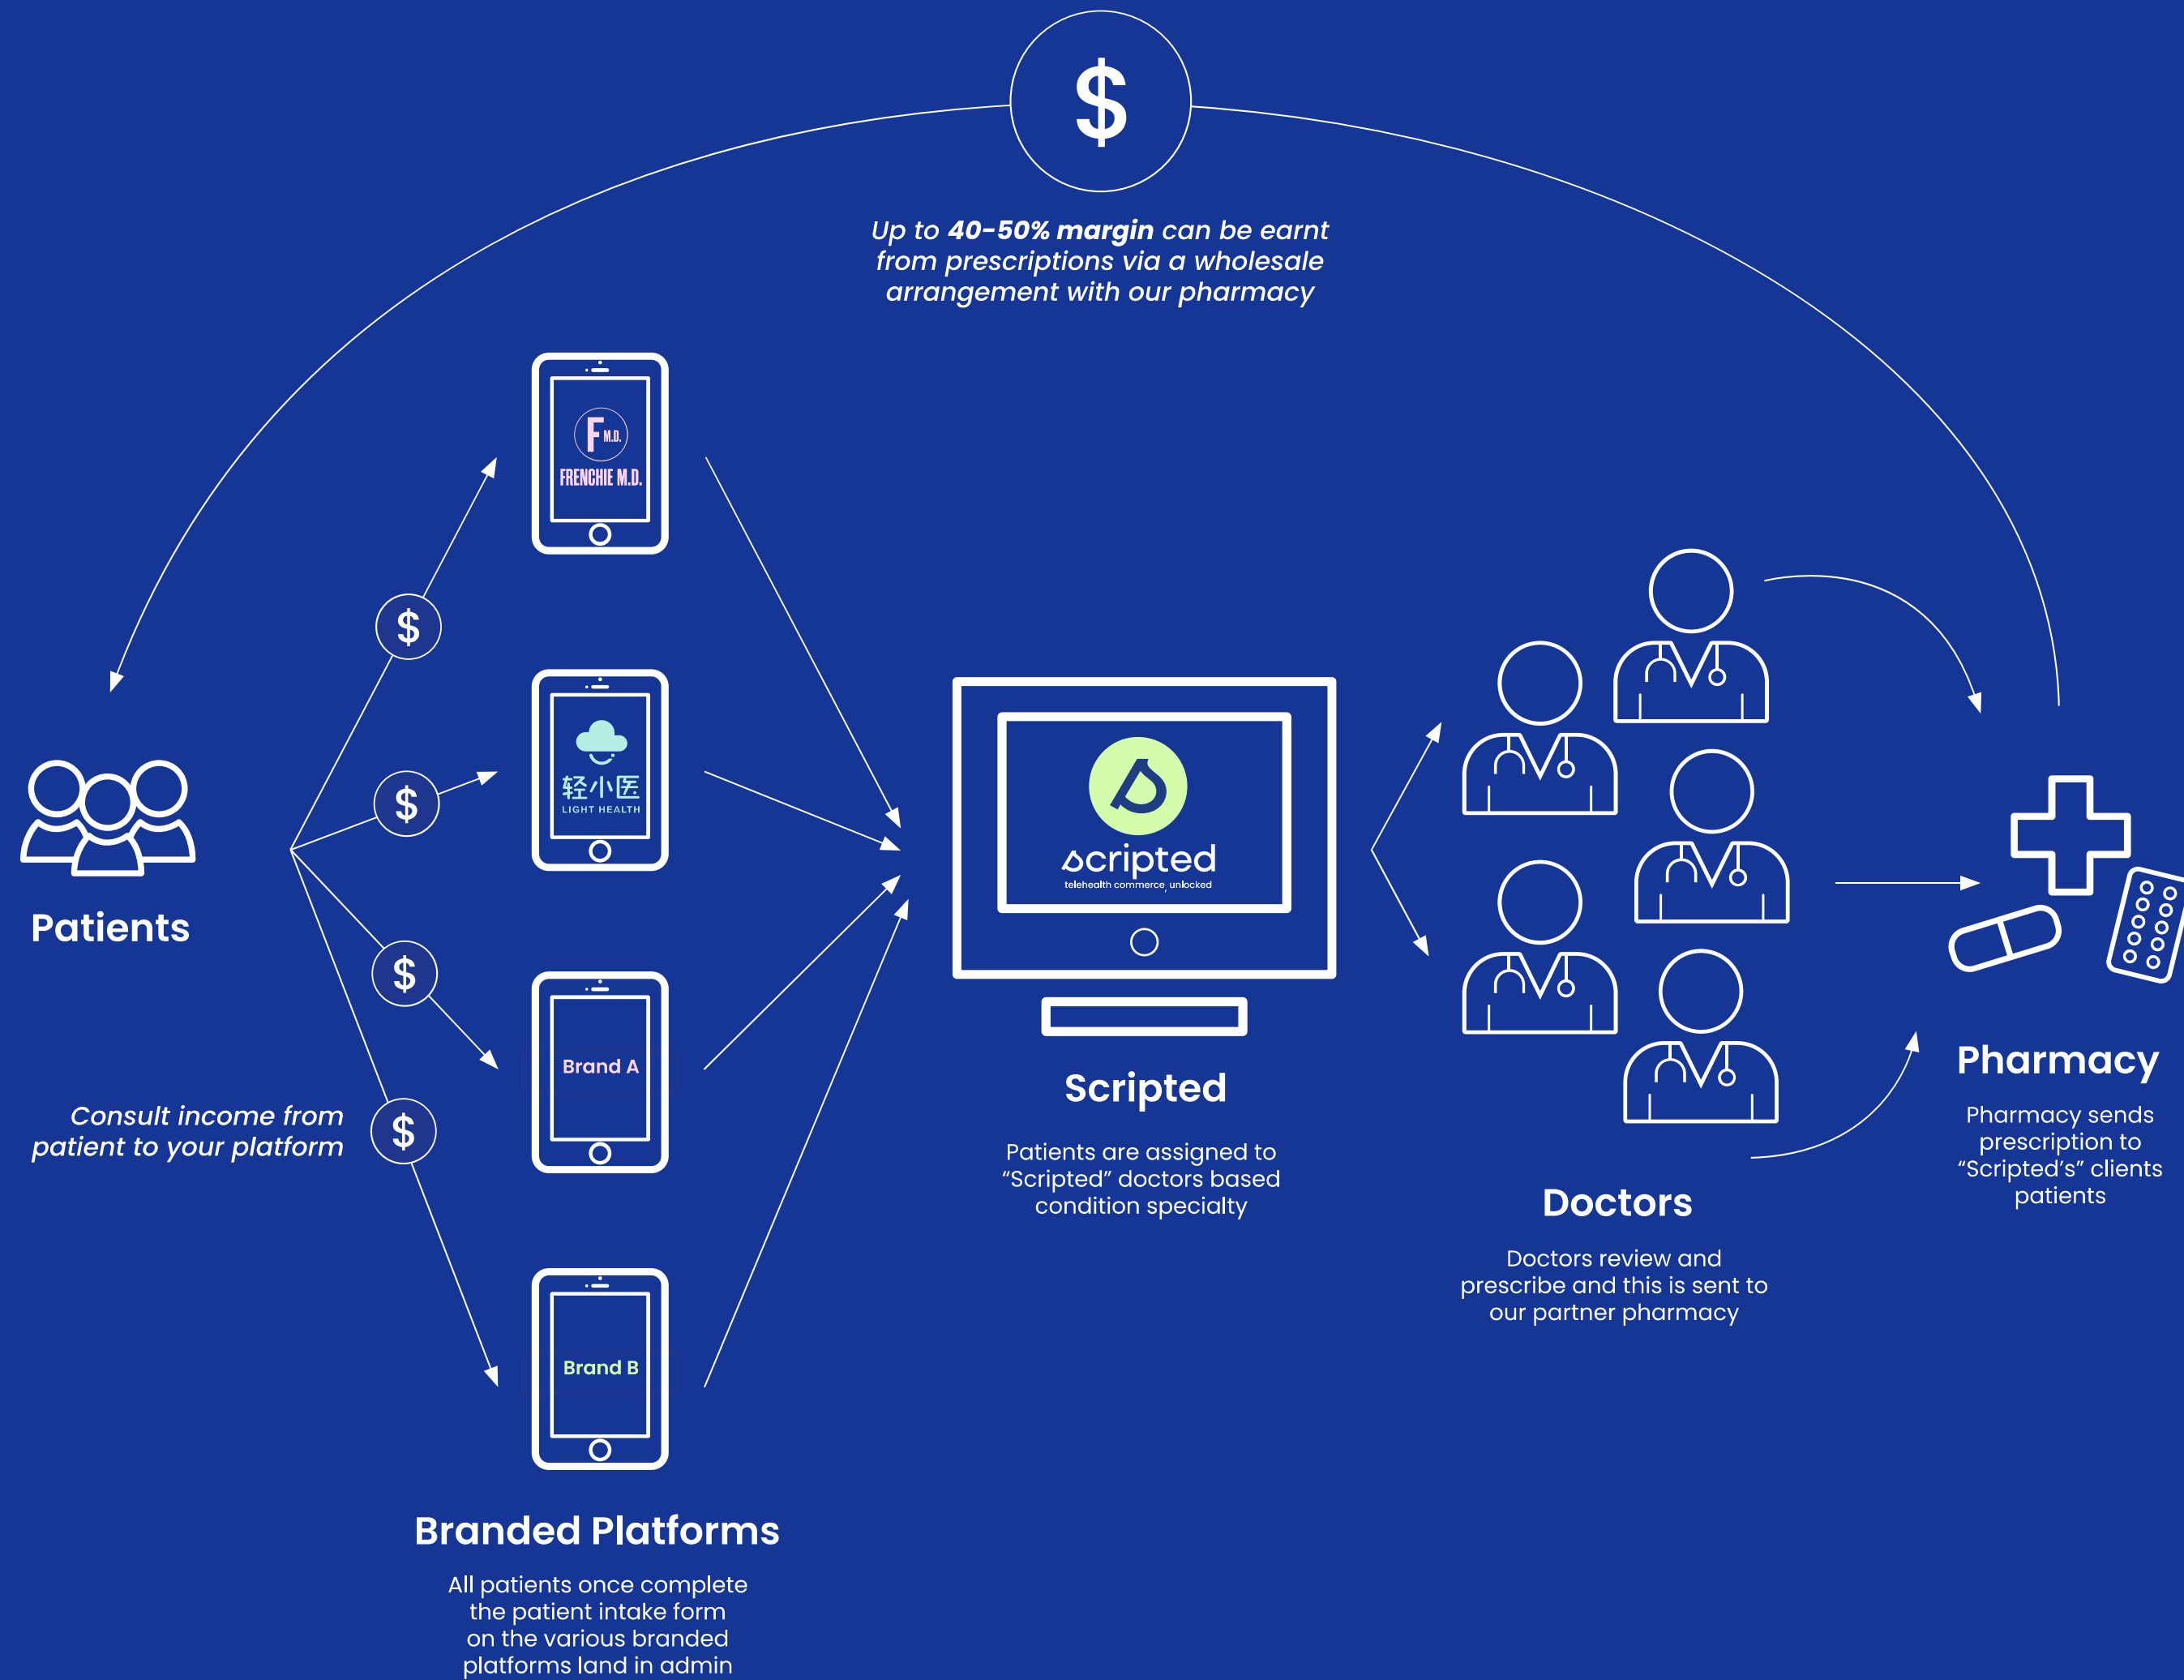 $
Up to 40-50% margin can be earnt
from prescriptions via a wholesale
arrangement with our pharmacy
F M.D.
FRENCHIE M.D.
$
轻小医
LIGHT HEALTH
$
$
Brand A
$
Brand B
Patients
Consult income from
patient to your platform
Branded Platforms
All patients once complete
the patient intake form
on the various branded
platforms land in admin
scripted
telehealth commerce, unlocked
Scripted
Patients are assigned to
“Scripted” doctors based
condition specialty
Doctors
Doctors review and
prescribe and this is sent to
our partner pharmacy
Pharmacy
Pharmacy sends
prescription to
“Scripted’s” clients
patients